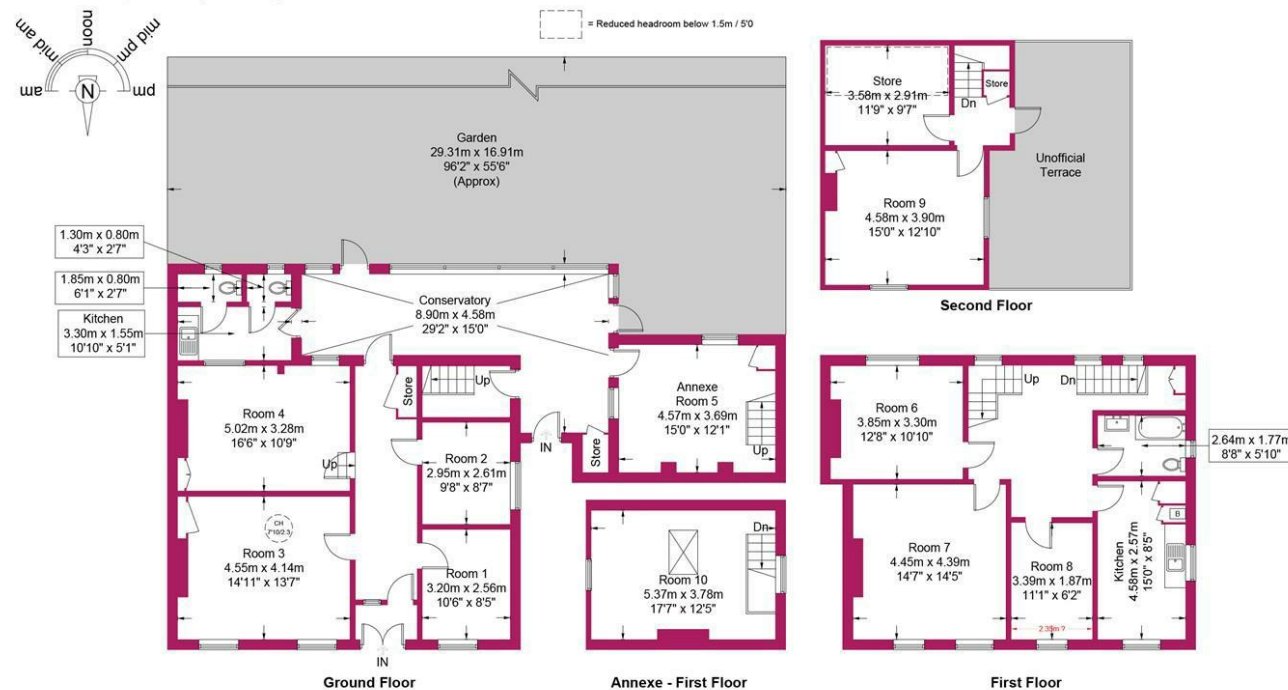 am
mid am
noon
mid pm
pm
N
= Reduced headroom below 1.5m / 5'0
Garden
29.31m x 16.91m
96'2" x 55'6"
(Approx)
1.30m x 0.80m
4'3" x 2'7"
1.85m x 0.80m
6'1" x 2'7"
Kitchen
3.30m x 1.55m
10'10" x 5'1"
Conservatory
8.90m x 4.58m
29'2" x 15'0"
Store
Up
Room 4
5.02m x 3.28m
16'6" x 10'9"
Up
Room 2
2.95m x 2.61m
9'8" x 8'7"
IN
Store
Annexe
Room 5
4.57m x 3.69m
15'0" x 12'1"
Up
CH
7'10/2.3
Room 3
4.55m x 4.14m
14'11" x 13'7"
Room 1
3.20m x 2.56m
10'6" x 8'5"
IN
Ground Floor
Dn
Room 10
5.37m x 3.78m
17'7" x 12'5"
Annexe - First Floor
Store
3.58m x 2.91m
11'9" x 9'7"
Dn
Store
Room 9
4.58m x 3.90m
15'0" x 12'10"
Unofficial
Terrace
Second Floor
Room 6
3.85m x 3.30m
12'8" x 10'10"
Up
Dn
2.64m x 1.77m
8'8" x 5'10"
B
Room 7
4.45m x 4.39m
14'7" x 14'5"
Room 8
3.39m x 1.87m
11'1" x 6'2"
2.35m ?
Kitchen
4.58m x 2.57m
15'0" x 8'5"
First Floor